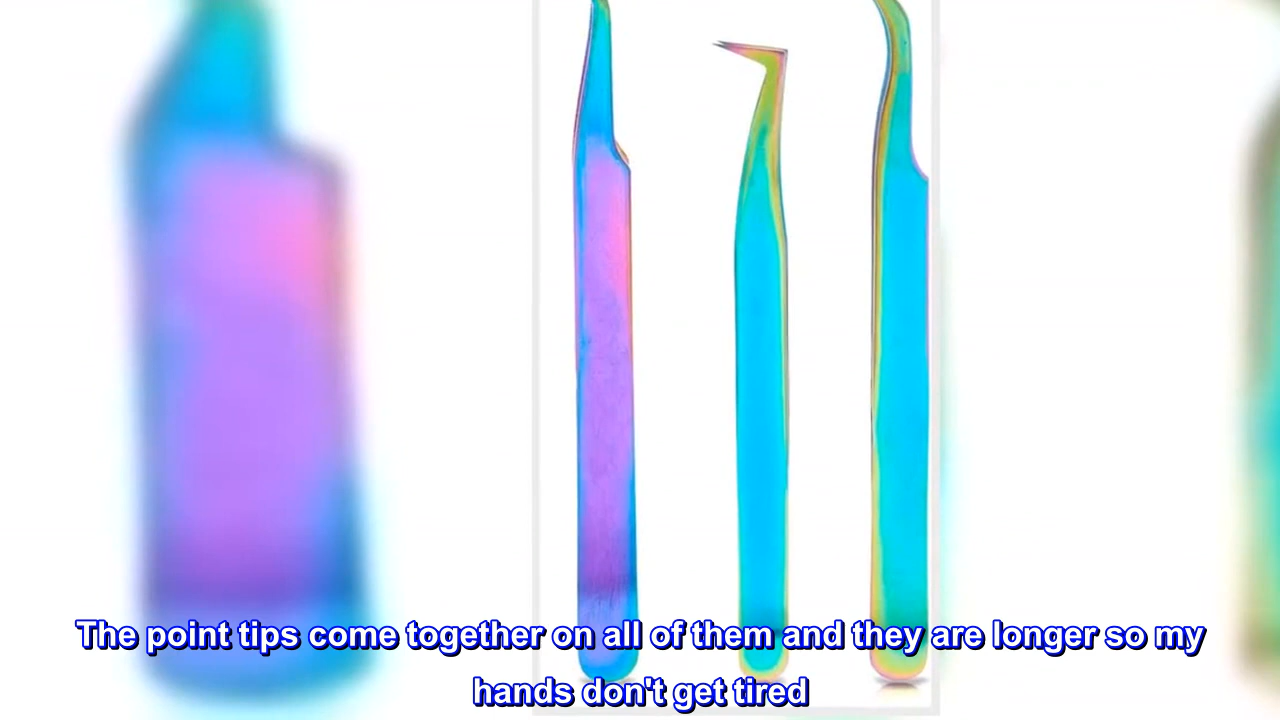 The point tips come together on all of them and they are longer so my
hands don't get tired